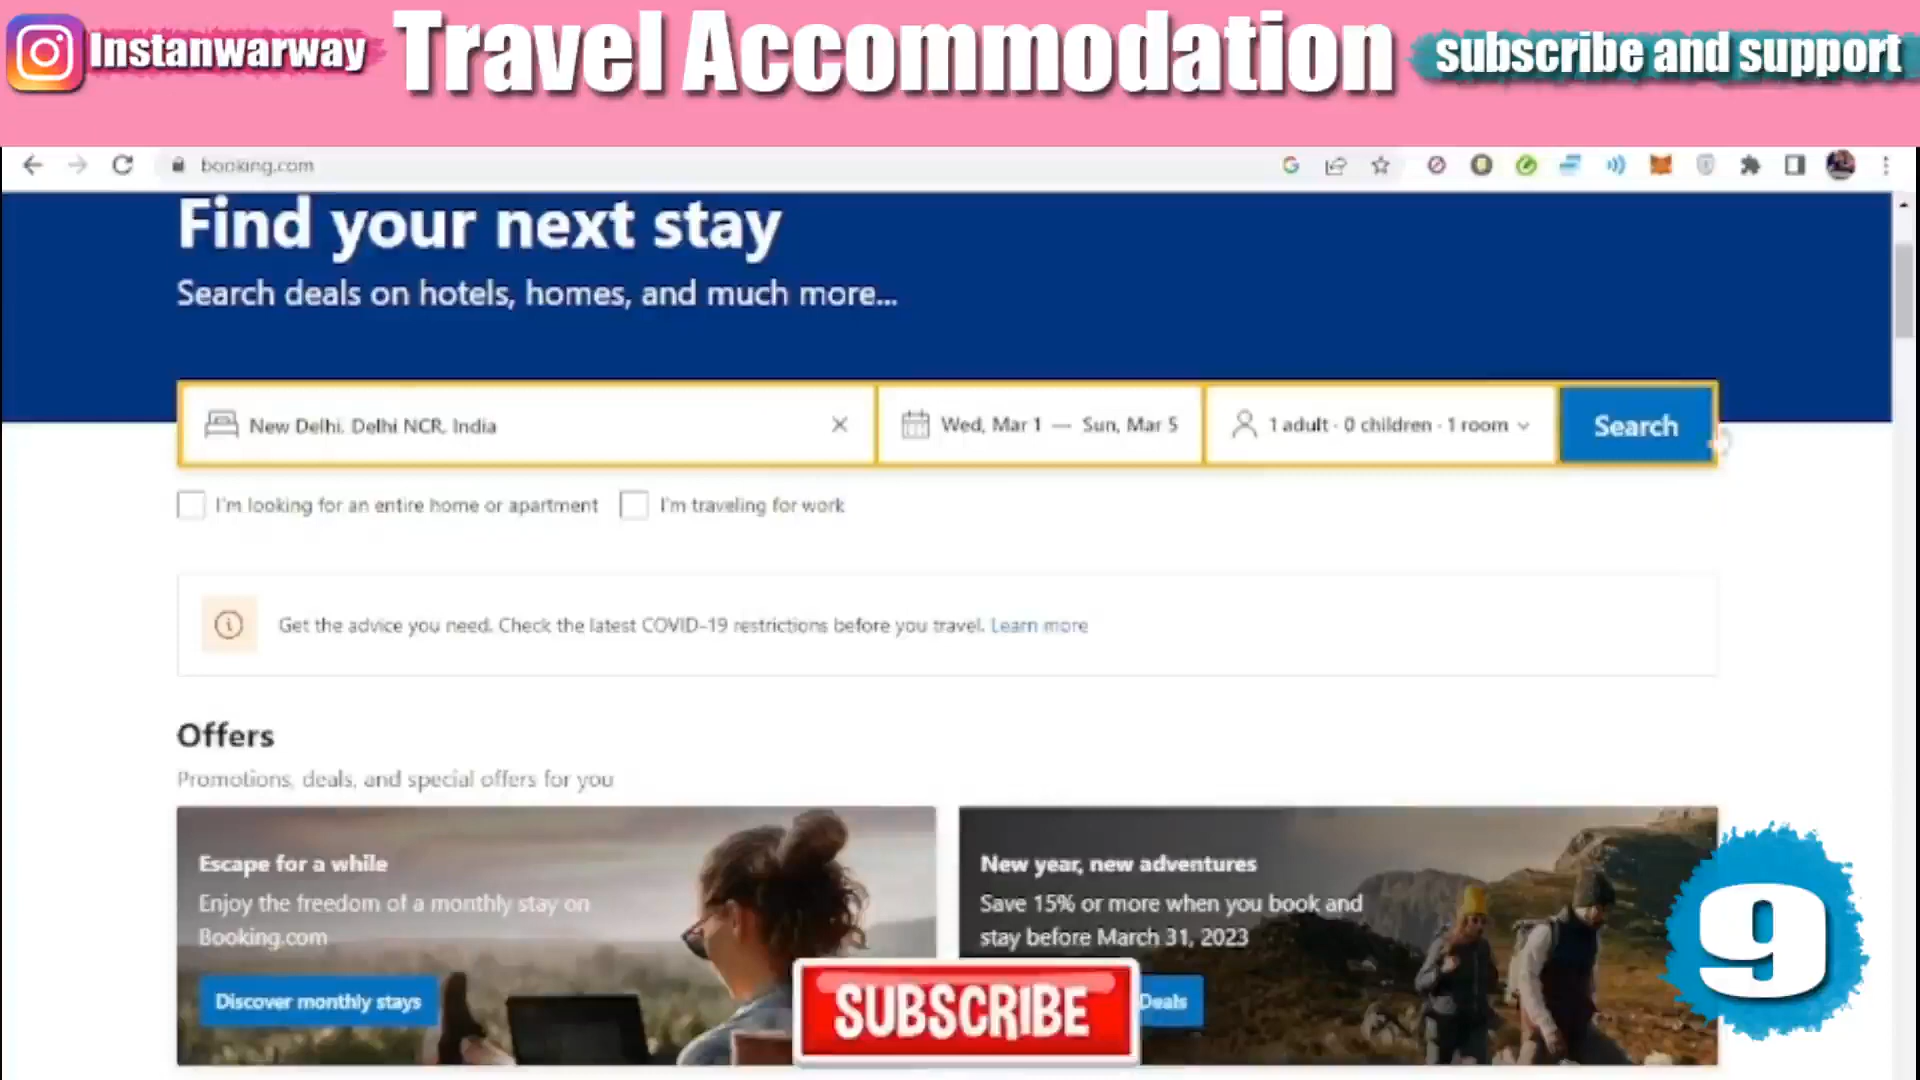 Instanwarway
Travel Accommodation
subscribe and support
booking.com
Find your next stay
Search deals on hotels, homes, and much more...
New Delhi, Delhi NCR, India
Wed, Mar 1 — Sun, Mar 5
1 adult · 0 children · 1 room
Search
I'm looking for an entire home or apartment
I'm traveling for work
Get the advice you need. Check the latest COVID-19 restrictions before you travel. Learn more
Offers
Promotions, deals, and special offers for you
Escape for a while
Enjoy the freedom of a monthly stay on
Booking.com
Discover monthly stays
New year, new adventures
Save 15% or more when you book and
stay before March 31, 2023
Deals
SUBSCRIBE
9